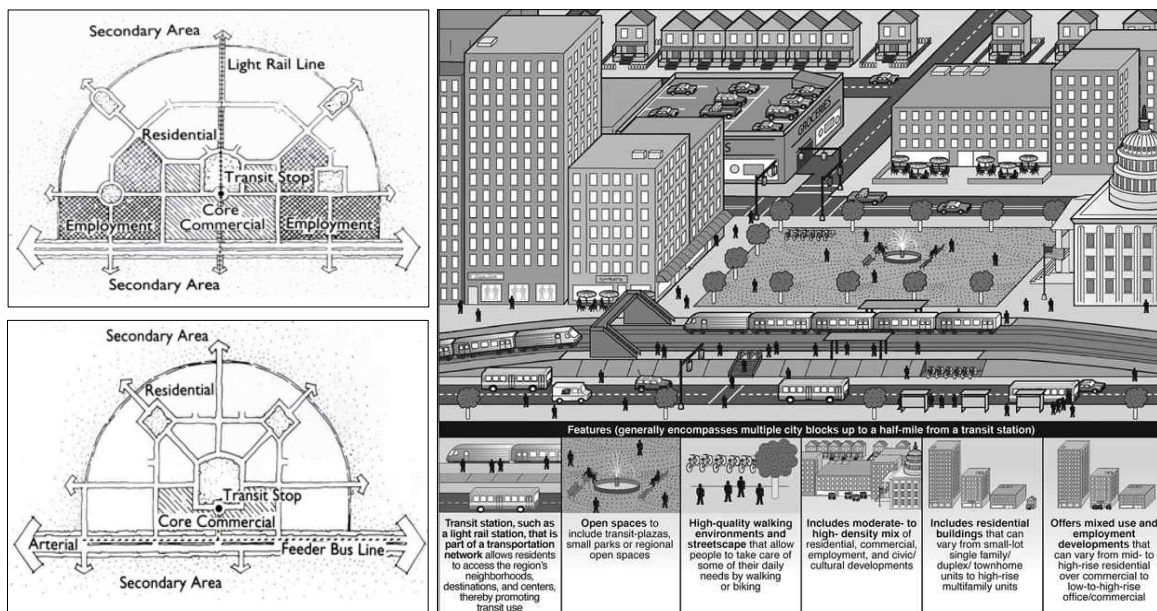 Secondary Area
Light Rail Line
Residential
Transit Stop
Core
Commercial
Employment
Employment
Secondary Area
Secondary Area
Residential
Transit Stop
Core Commercial
Arterial
Feeder Bus Line
Secondary Area
GROCERIES
Features (generally encompasses multiple city blocks up to a half-mile from a transit station)
Transit station, such as
a light rail station, that is
part of a transportation
network allows residents
to access the region's
neighborhoods,
destinations, and centers,
thereby promoting
transit use
Open spaces to
include transit-plazas,
small parks or regional
open spaces
High-quality walking
environments and
streetscape that allow
people to take care of
some of their daily
needs by walking
or biking
Includes moderate- to
high- density mix of
residential, commercial,
employment, and civic/
cultural developments
Includes residential
buildings that can
vary from small-lot
single family/
duplex/ townhome
units to high-rise
multifamily units
Offers mixed use and
employment
developments that
can vary from mid- to
high-rise residential
over commercial to
low-to-high-rise
office/commercial